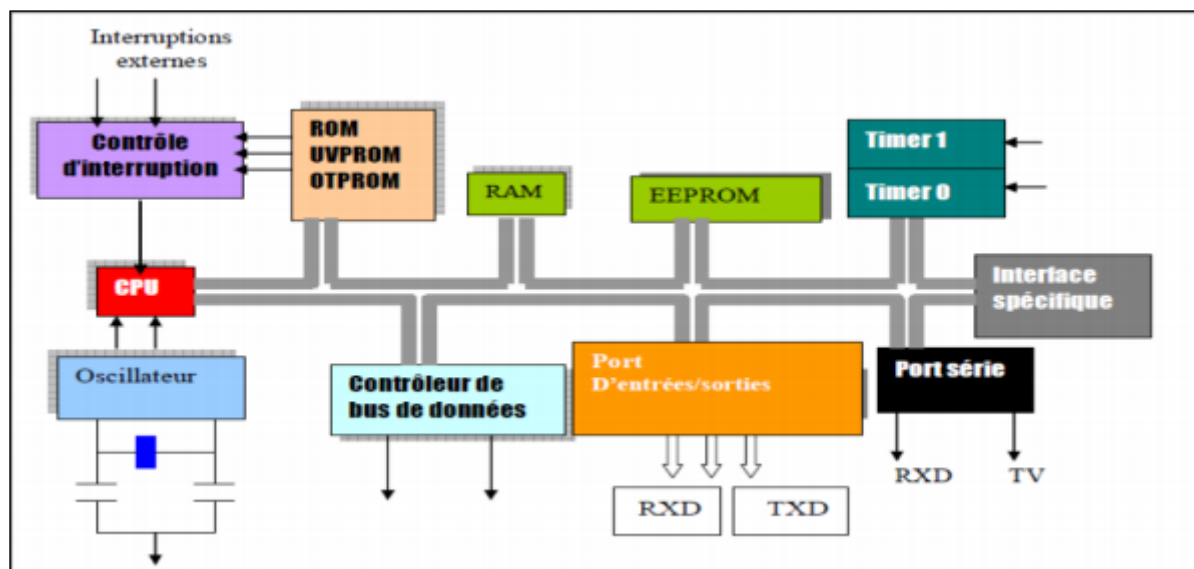 Interruptions
externes
Contrôle
d'interruption
ROM
UVPROM
OTPROM
RAM
EEPROM
Timer 1
Timer 0
CPU
Interface
spécifique
Oscillateur
Contrôleur de
bus de données
Port
D'entrées/sorties
Port série
RXD
TV
RXD
TXD